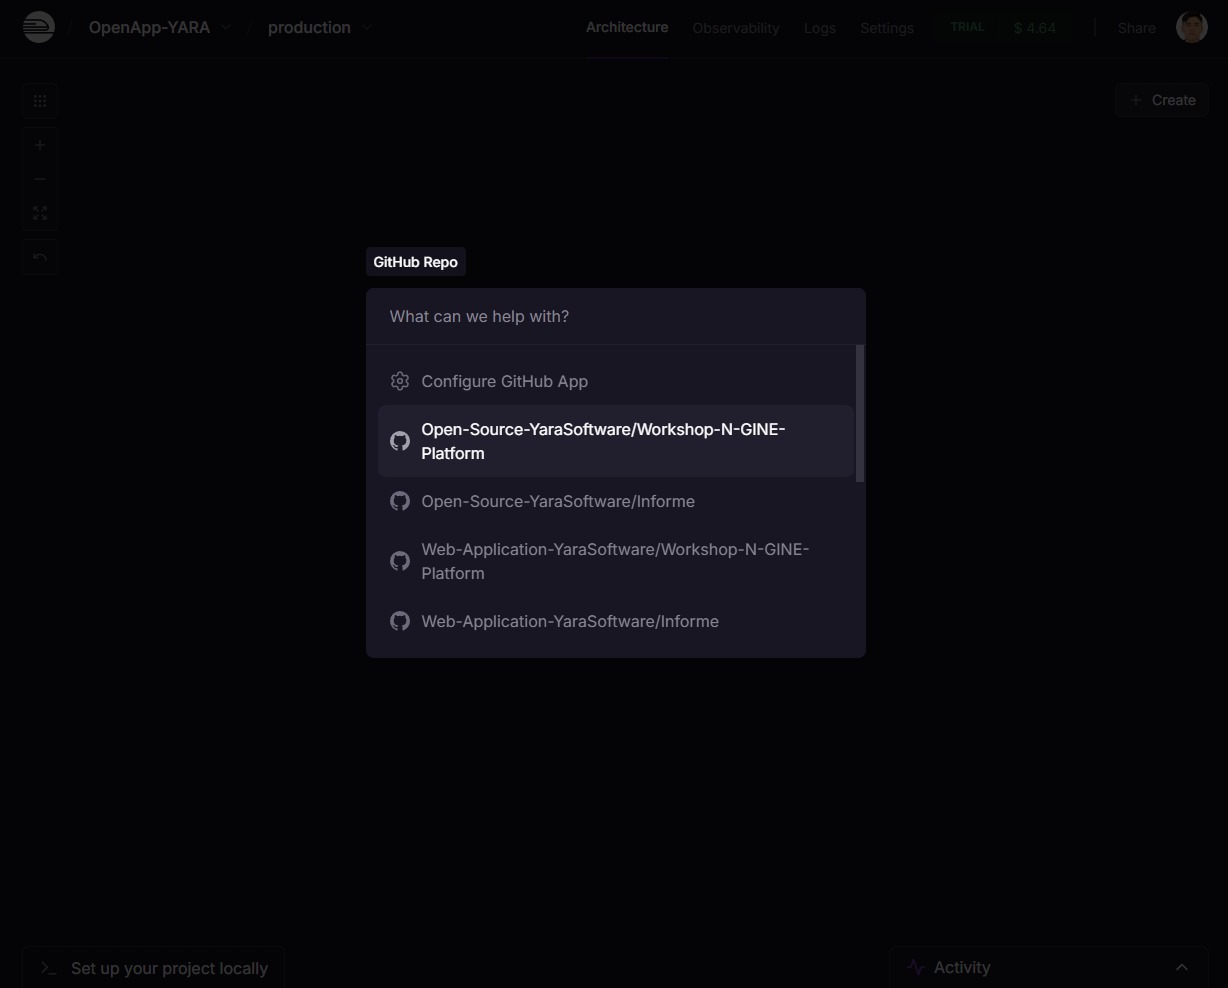 OpenApp-YARA / production
Architecture Observability Logs Settings TRIAL $ 4.64 Share
+ Create
GitHub Repo
What can we help with?
Configure GitHub App
Open-Source-YaraSoftware/Workshop-N-GINE-
Platform
Open-Source-YaraSoftware/Informe
Web-Application-YaraSoftware/Workshop-N-GINE-
Platform
Web-Application-YaraSoftware/Informe
Set up your project locally
Activity